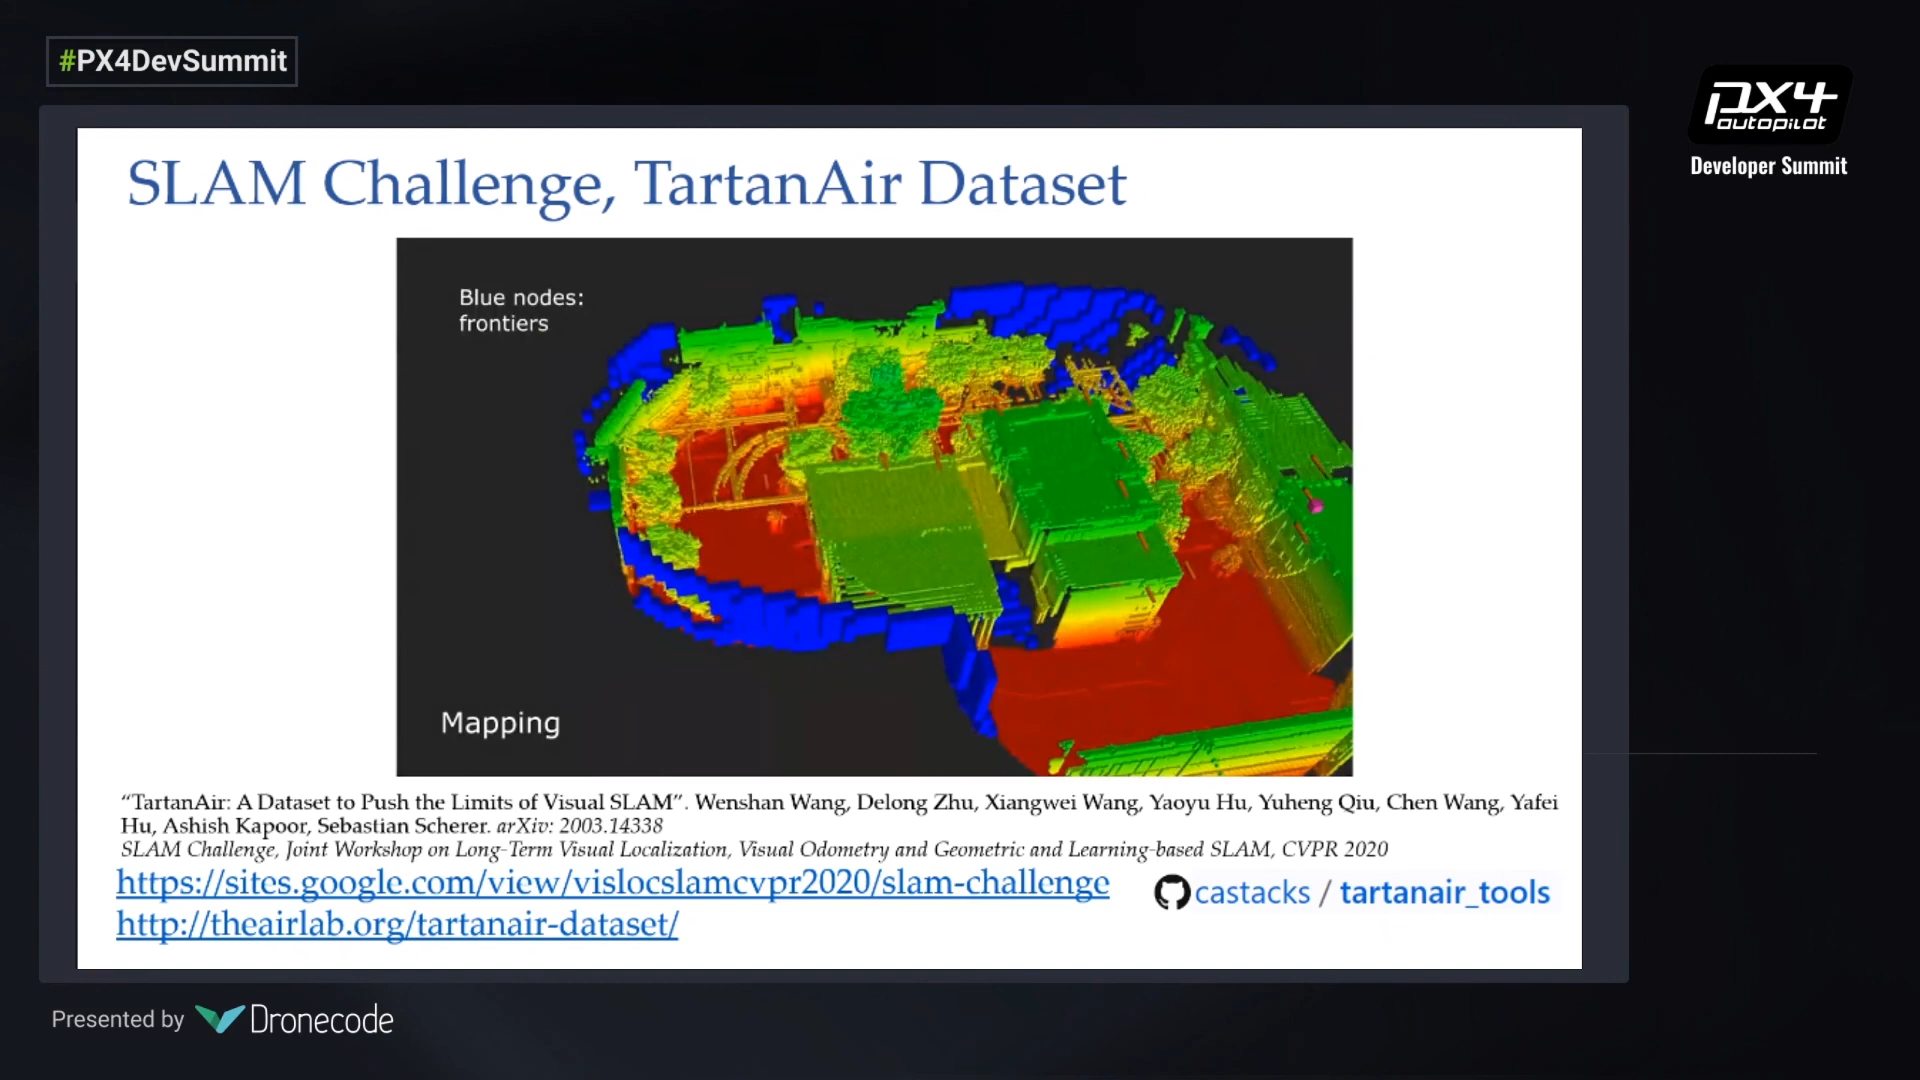 #PX4DevSummit
PX4
autopilot
Developer Summit
SLAM Challenge, TartanAir Dataset
Blue nodes:
frontiers
Mapping
“TartanAir: A Dataset to Push the Limits of Visual SLAM”. Wenshan Wang, Delong Zhu, Xiangwei Wang, Yaoyu Hu, Yuheng Qiu, Chen Wang, Yafei
Hu, Ashish Kapoor, Sebastian Scherer. arXiv: 2003.14338
SLAM Challenge, Joint Workshop on Long-Term Visual Localization, Visual Odometry and Geometric and Learning-based SLAM, CVPR 2020
https://sites.google.com/view/vislocslamcvpr2020/slam-challenge
castacks / tartanair_tools
http://theairlab.org/tartanair-dataset/
Presented by Dronecode